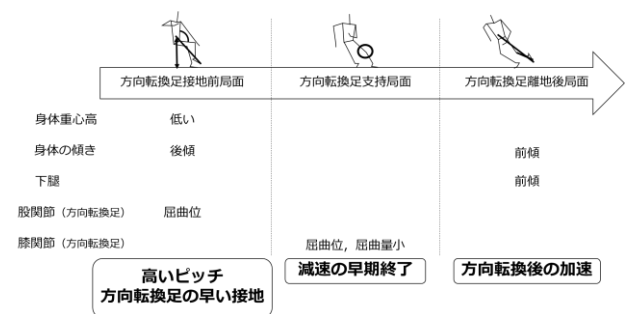 方向転換足接地前局面 方向転換足支持局面 方向転換足離地後局面
身体重心高 低い
身体の傾き 後傾 前傾
下腿 前傾
股関節（方向転換足） 屈曲位
膝関節（方向転換足） 屈曲位，屈曲量小
高いピッチ
方向転換足の早い接地
減速の早期終了
方向転換後の加速